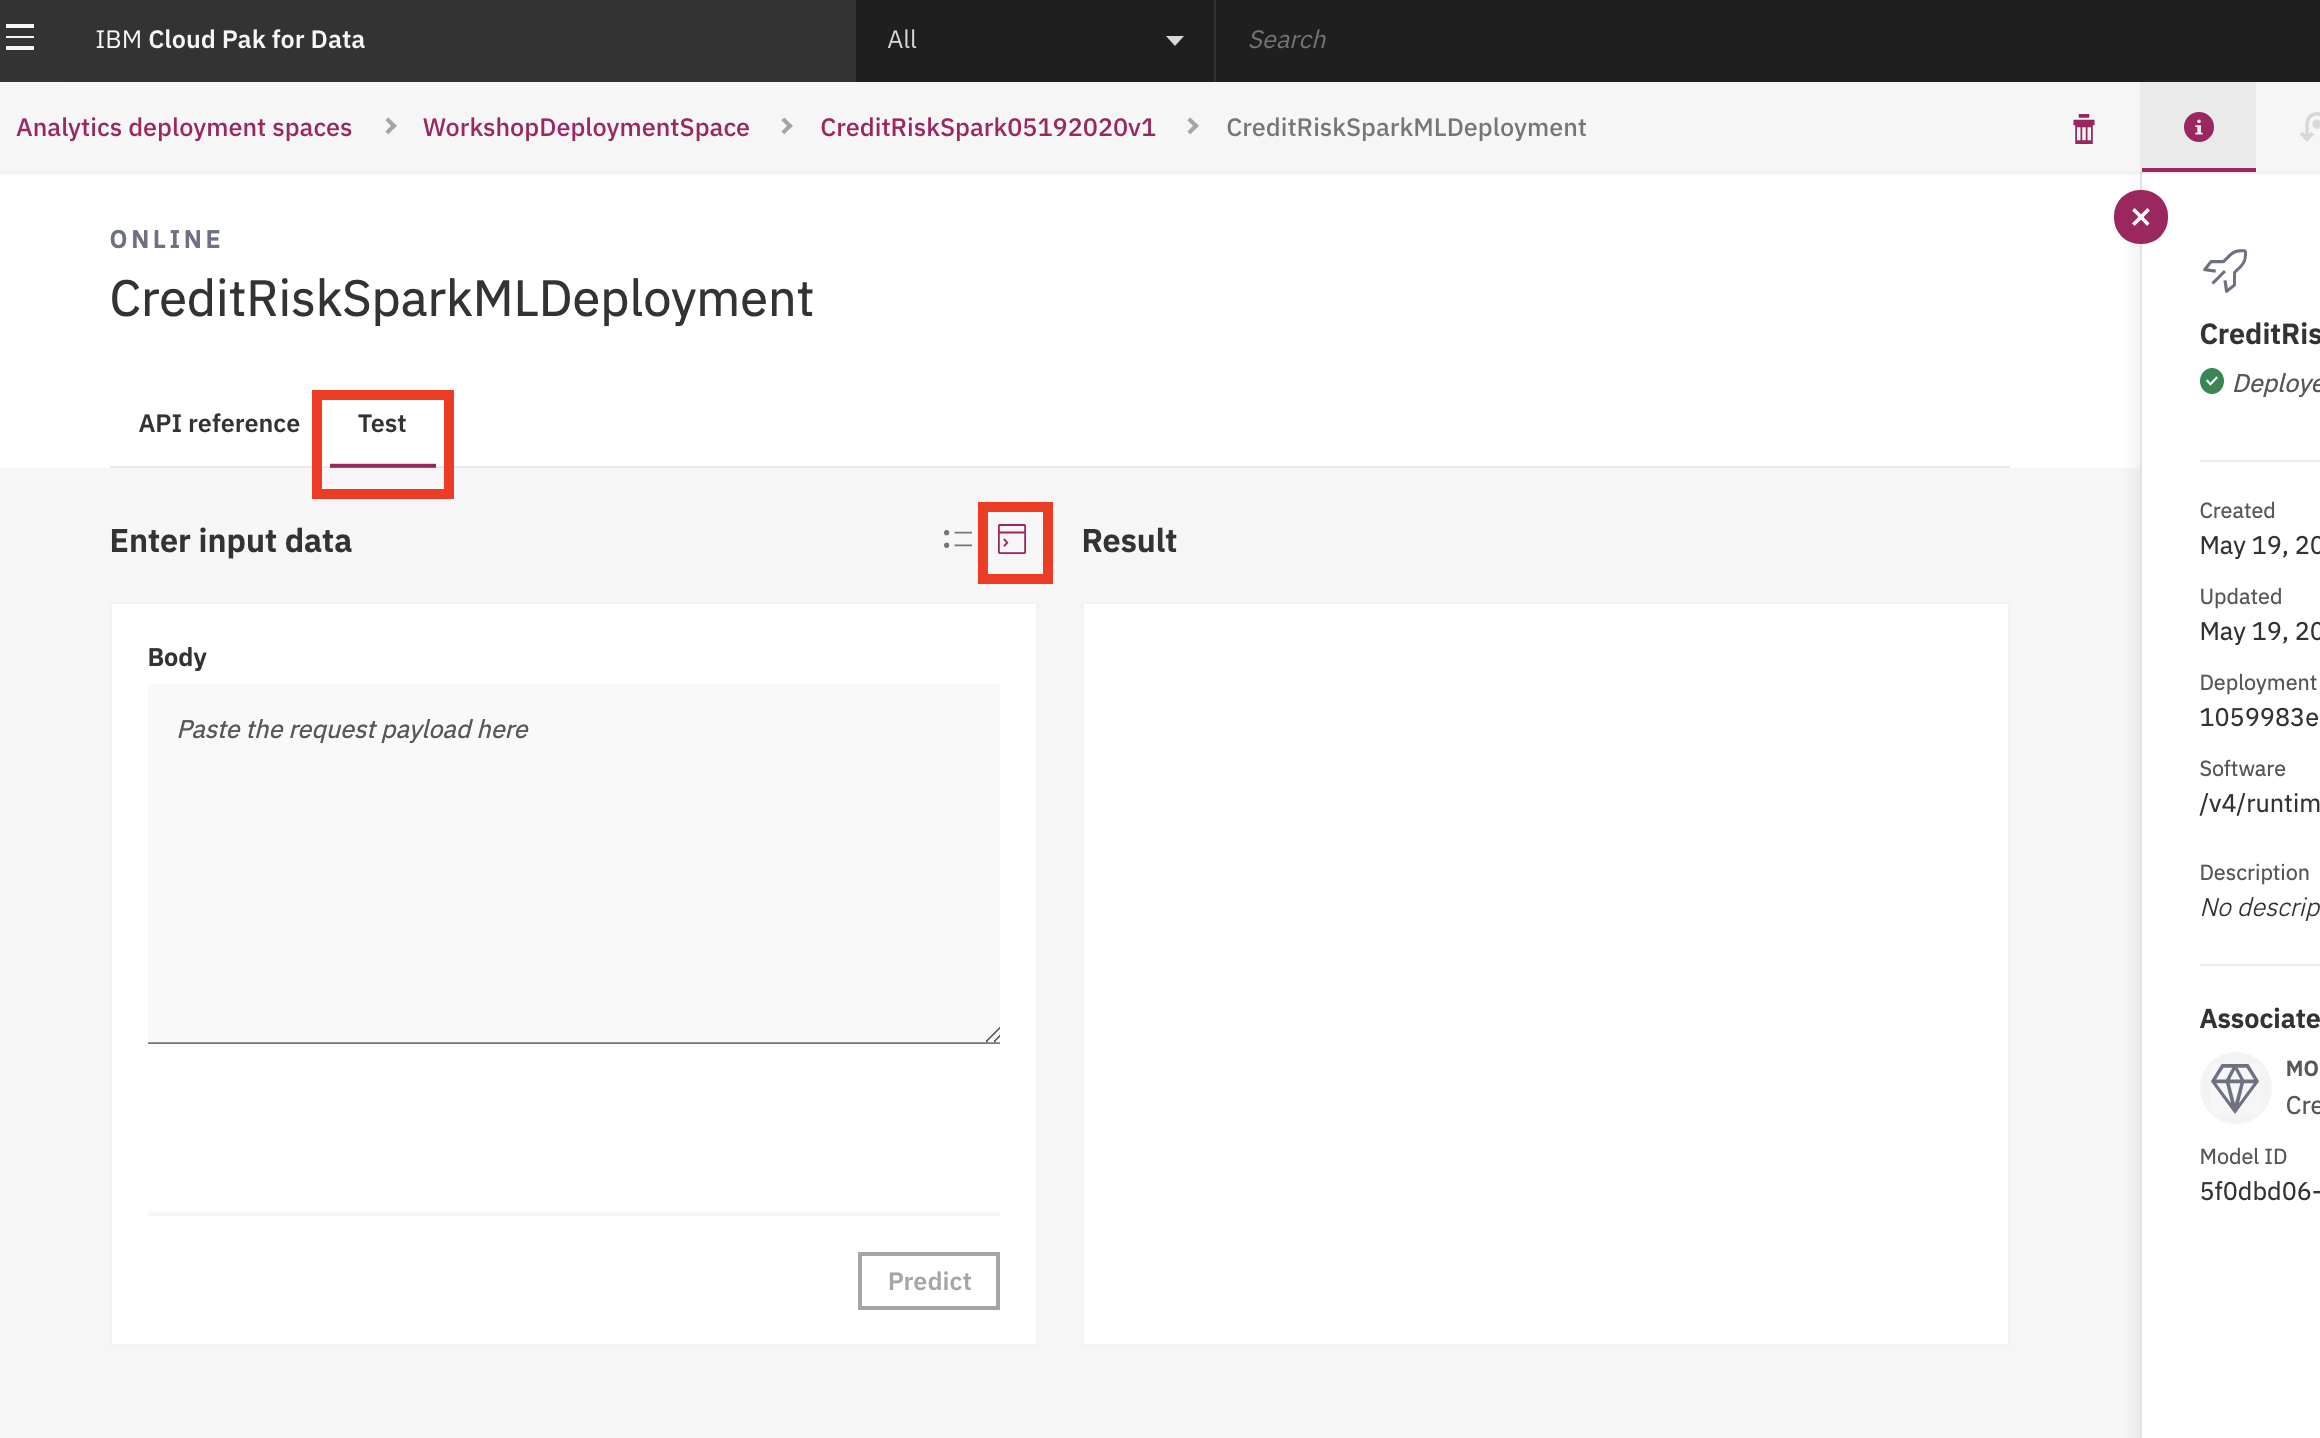 IBM Cloud Pak for Data
All
Search
Analytics deployment spaces
WorkshopDeploymentSpace
CreditRiskSpark05192020v1
CreditRiskSparkMLDeployment
ONLINE
CreditRiskSparkMLDeployment
API reference
Test
Enter input data
Result
Body
Paste the request payload here
Predict
CreditRis
Deploye
Created
May 19, 20
Updated
May 19, 20
Deployment
1059983e
Software
/v4/runtim
Description
No descrip
Associate
MO
Cre
Model ID
5f0dbd06-